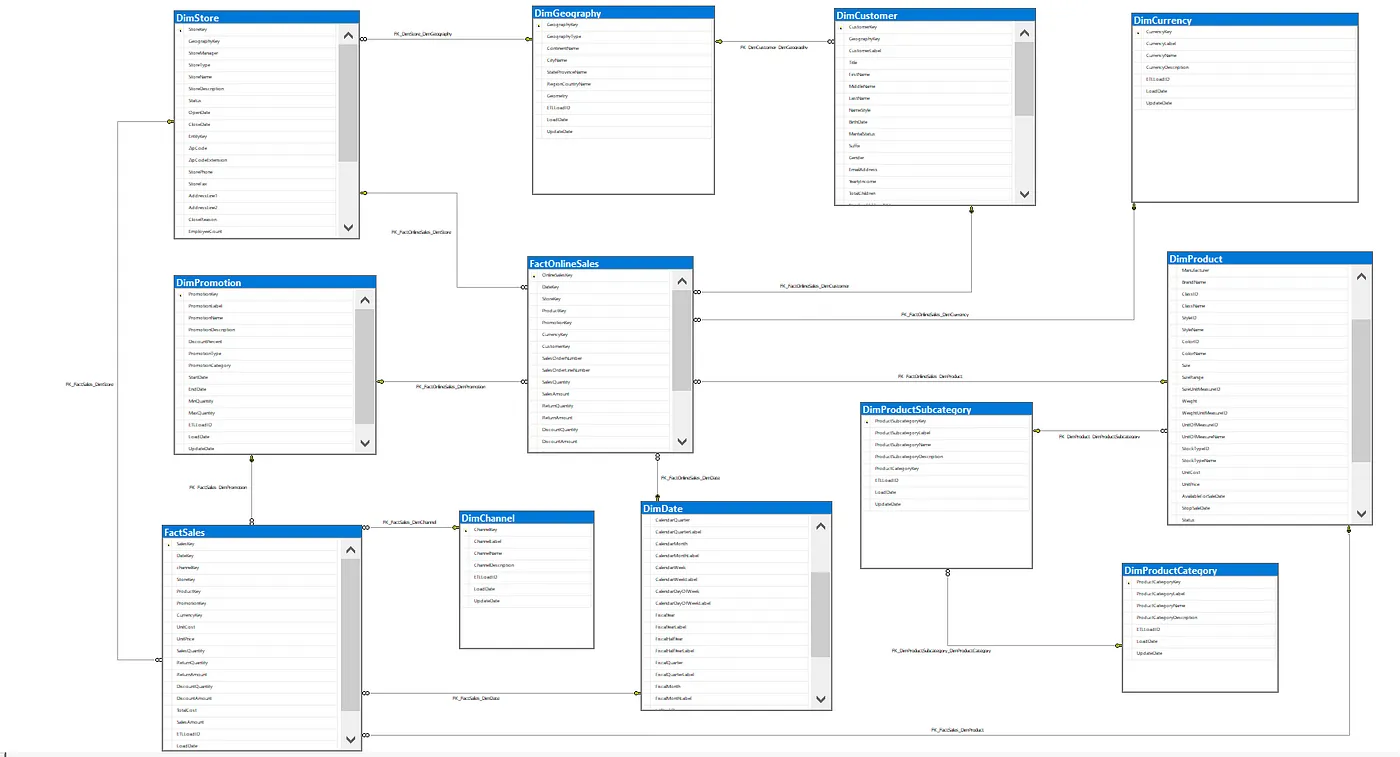 DimStore
StoreKey
GeographyKey
StoreManager
StoreType
StoreName
StoreDescription
Status
OpenDate
CloseDate
EntityKey
ZipCode
ZipCodeExtension
StorePhone
StoreFax
AddressLine1
AddressLine2
CloseReason
EmployeeCount
FK_DimStore_DimGeography
DimGeography
GeographyKey
GeographyType
ContinentName
CityName
StateProvinceName
RegionCountryName
Geometry
ETLLoadID
LoadDate
UpdateDate
FK_DimCustomer_DimGeography
DimCustomer
CustomerKey
GeographyKey
CustomerLabel
Title
FirstName
MiddleName
LastName
NameStyle
BirthDate
MaritalStatus
Suffix
Gender
EmailAddress
YearlyIncome
TotalChildren
DimCurrency
CurrencyKey
CurrencyLabel
CurrencyName
CurrencyDescription
ETLLoadID
LoadDate
UpdateDate
FK_FactOnlineSales_DimStore
DimPromotion
PromotionKey
PromotionLabel
PromotionName
PromotionDescription
DiscountPercent
PromotionType
PromotionCategory
StartDate
EndDate
MinQuantity
MaxQuantity
ETLLoadID
LoadDate
UpdateDate
FK_FactOnlineSales_DimPromotion
FactOnlineSales
OnlineSalesKey
DateKey
StoreKey
ProductKey
PromotionKey
CurrencyKey
CustomerKey
SalesOrderNumber
SalesOrderLineNumber
SalesQuantity
SalesAmount
ReturnQuantity
ReturnAmount
DiscountQuantity
DiscountAmount
FK_FactOnlineSales_DimCustomer
FK_FactOnlineSales_DimCurrency
FK_FactOnlineSales_DimProduct
DimProduct
Manufacturer
BrandName
ClassID
ClassName
StyleID
StyleName
ColorID
ColorName
Size
SizeRange
SizeUnitMeasureID
Weight
WeightUnitMeasureID
UnitOfMeasureID
UnitOfMeasureName
StockTypeID
StockTypeName
UnitCost
UnitPrice
AvailableForSaleDate
StopSaleDate
Status
DimProductSubcategory
ProductSubcategoryKey
ProductSubcategoryLabel
ProductSubcategoryName
ProductSubcategoryDescription
ProductCategoryKey
ETLLoadID
LoadDate
UpdateDate
FK_DimProduct_DimProductSubcategory
FK_FactSales_DimStore
FK_FactSales_DimPromotion
FK_FactOnlineSales_DimDate
FactSales
SalesKey
DateKey
channelKey
StoreKey
ProductKey
PromotionKey
CurrencyKey
UnitCost
UnitPrice
SalesQuantity
ReturnQuantity
ReturnAmount
DiscountQuantity
DiscountAmount
TotalCost
SalesAmount
ETLLoadID
LoadDate
FK_FactSales_DimChannel
DimChannel
ChannelKey
ChannelLabel
ChannelName
ChannelDescription
ETLLoadID
LoadDate
UpdateDate
DimDate
CalendarQuarter
CalendarQuarterLabel
CalendarMonth
CalendarMonthLabel
CalendarWeek
CalendarWeekLabel
CalendarDayOfWeek
CalendarDayOfWeekLabel
FiscalYear
FiscalYearLabel
FiscalHalfYear
FiscalHalfYearLabel
FiscalQuarter
FiscalQuarterLabel
FiscalMonth
FiscalMonthLabel
DimProductCategory
ProductCategoryKey
ProductCategoryLabel
ProductCategoryName
ProductCategoryDescription
ETLLoadID
LoadDate
UpdateDate
FK_DimProductSubcategory_DimProductCategory
FK_FactSales_DimDate
FK_FactSales_DimProduct